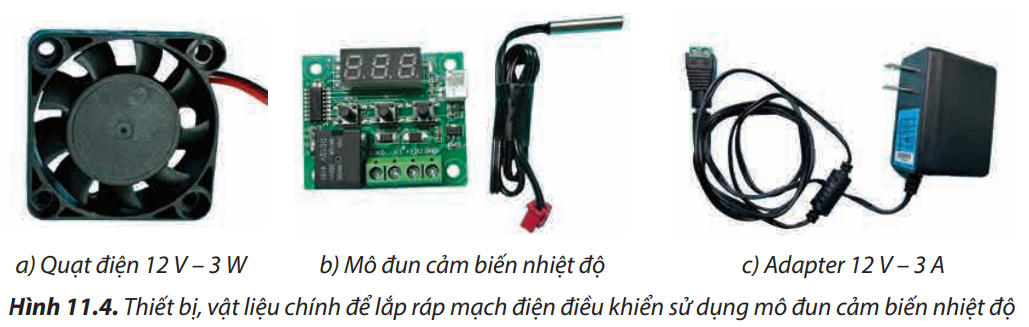 a) Quạt điện 12 V – 3 W
b) Mô đun cảm biến nhiệt độ
c) Adapter 12 V – 3 A
Hình 11.4. Thiết bị, vật liệu chính để lắp ráp mạch điện điều khiển sử dụng mô đun cảm biến nhiệt độ